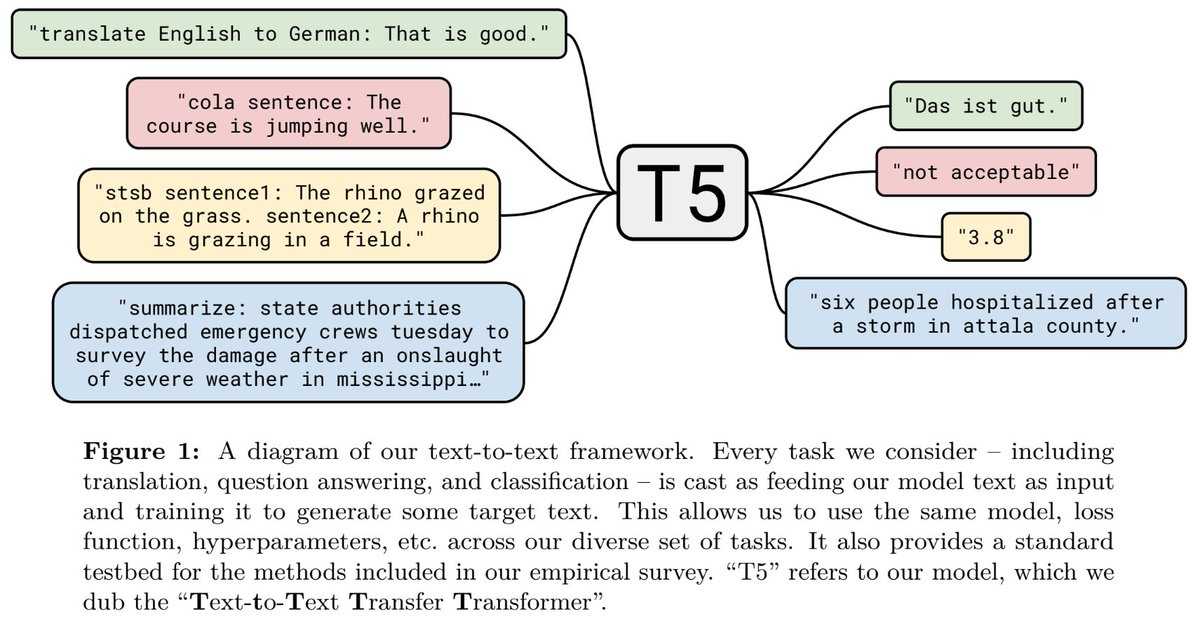 "translate English to German: That is good."
"cola sentence: The
course is jumping well."
"stsb sentence1: The rhino grazed
on the grass. sentence2: A rhino
is grazing in a field."
"summarize: state authorities
dispatched emergency crews tuesday to
survey the damage after an onslaught
of severe weather in mississippi…"
T5
"Das ist gut."
"not acceptable"
"3.8"
"six people hospitalized after
a storm in attala county."
Figure 1: A diagram of our text-to-text framework. Every task we consider – including
translation, question answering, and classification – is cast as feeding our model text as input
and training it to generate some target text. This allows us to use the same model, loss
function, hyperparameters, etc. across our diverse set of tasks. It also provides a standard
testbed for the methods included in our empirical survey. “T5” refers to our model, which we
dub the “Text-to-Text Transfer Transformer”.